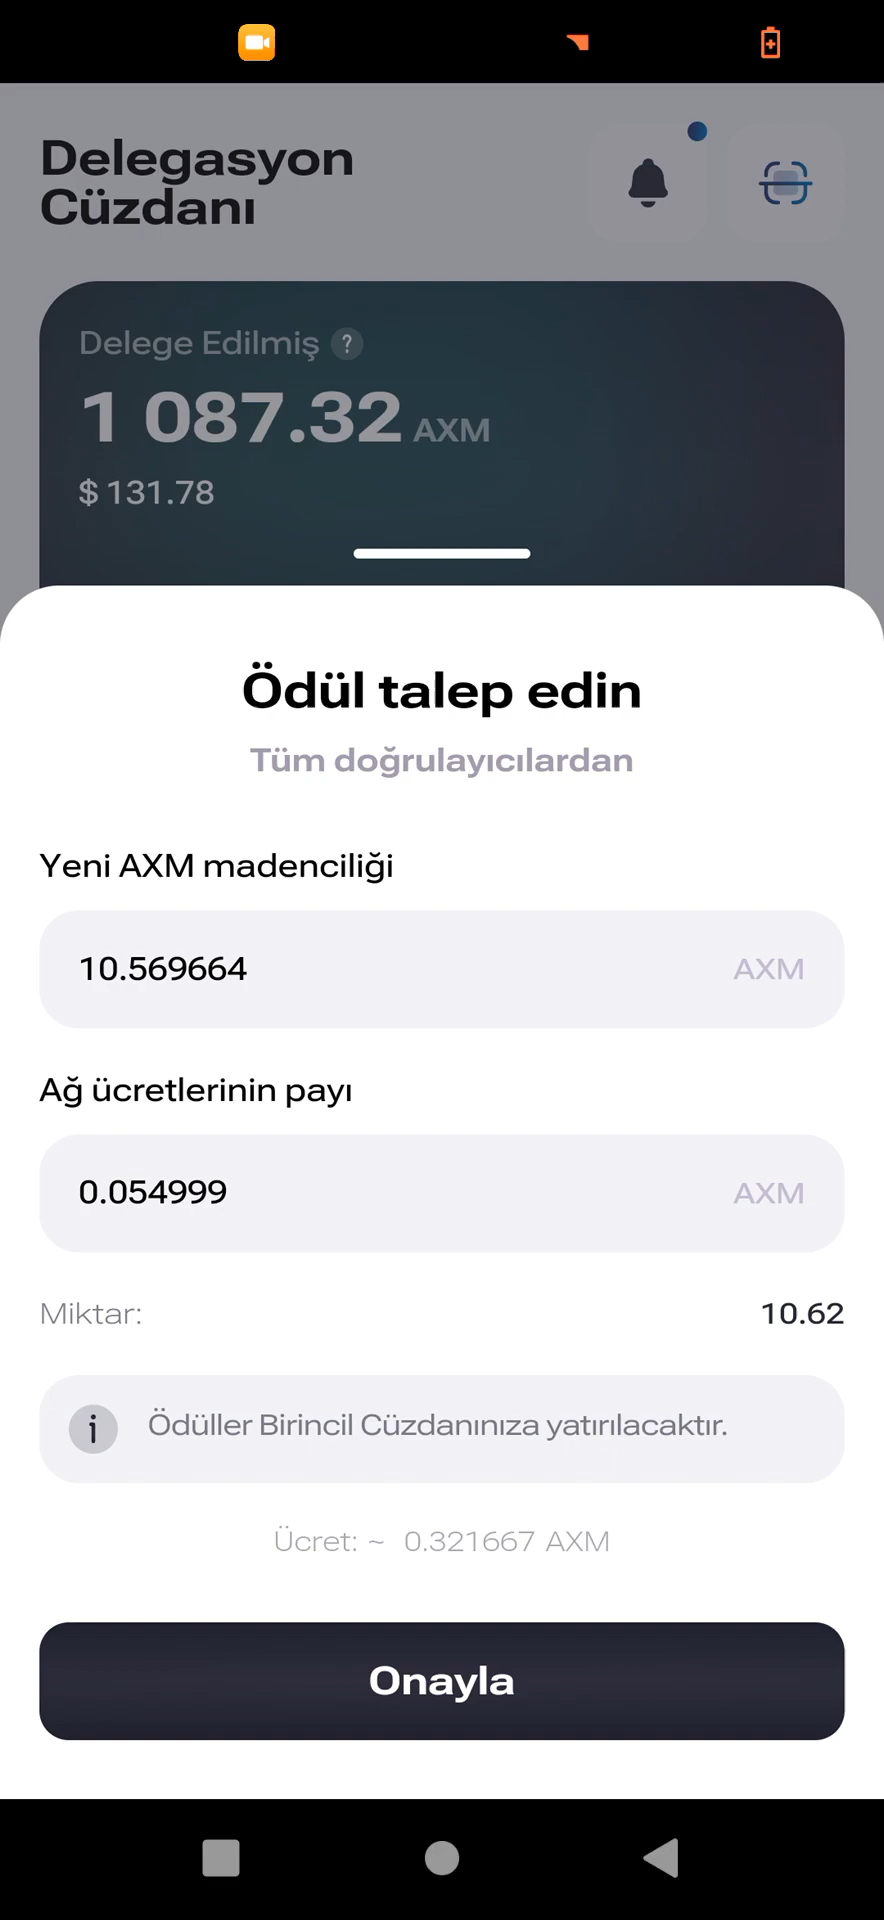 Delegasyon
Cüzdanı
Delege Edilmiş ?
1 087.32 AXM
$ 131.78
Ödül talep edin
Tüm doğrulayıcılardan
Yeni AXM madenciliği
10.569664 AXM
Ağ ücretlerinin payı
0.054999 AXM
Miktar: 10.62
Ödüller Birincil Cüzdanınıza yatırılacaktır.
Ücret: ~ 0.321667 AXM
Onayla